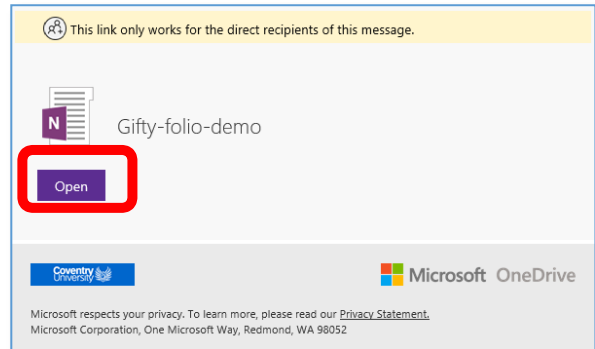 This link only works for the direct recipients of this message.
N
Gifty-folio-demo
Open
Coventry
University
Microsoft OneDrive
Microsoft respects your privacy. To learn more, please read our Privacy Statement.
Microsoft Corporation, One Microsoft Way, Redmond, WA 98052